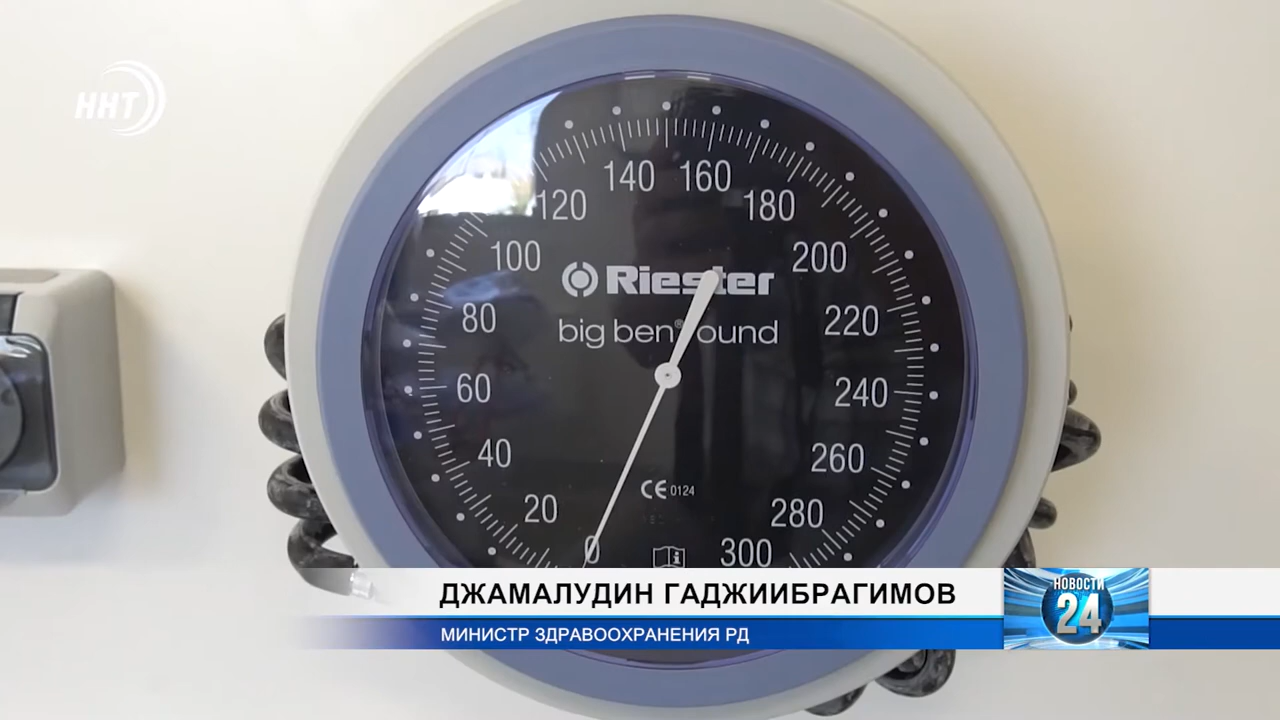 ННТ
140 160
120 180
100 200
Riester
big ben® ound
80 220
60 240
40 260
CE 0124
20 280
0 300
ДЖАМАЛУДИН ГАДЖИИБРАГИМОВ
МИНИСТР ЗДРАВООХРАНЕНИЯ РД
НОВОСТИ
24